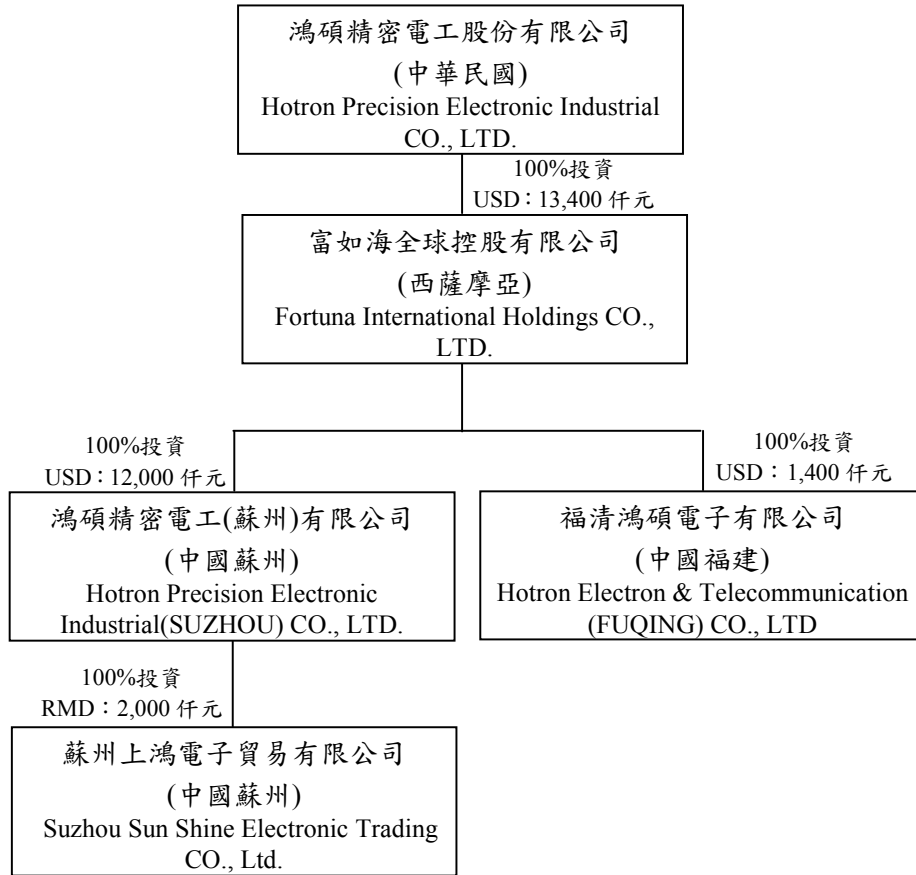 鴻碩精密電工股份有限公司
(中華民國)
Hotron Precision Electronic Industrial
CO., LTD.
100%投資
USD：13,400 仟元
富如海全球控股有限公司
(西薩摩亞)
Fortuna International Holdings CO.,
LTD.
100%投資
USD：12,000 仟元
鴻碩精密電工(蘇州)有限公司
(中國蘇州)
Hotron Precision Electronic
Industrial(SUZHOU) CO., LTD.
100%投資
USD：1,400 仟元
福清鴻碩電子有限公司
(中國福建)
Hotron Electron & Telecommunication
(FUQING) CO., LTD
100%投資
RMD：2,000 仟元
蘇州上鴻電子貿易有限公司
(中國蘇州)
Suzhou Sun Shine Electronic Trading
CO., Ltd.